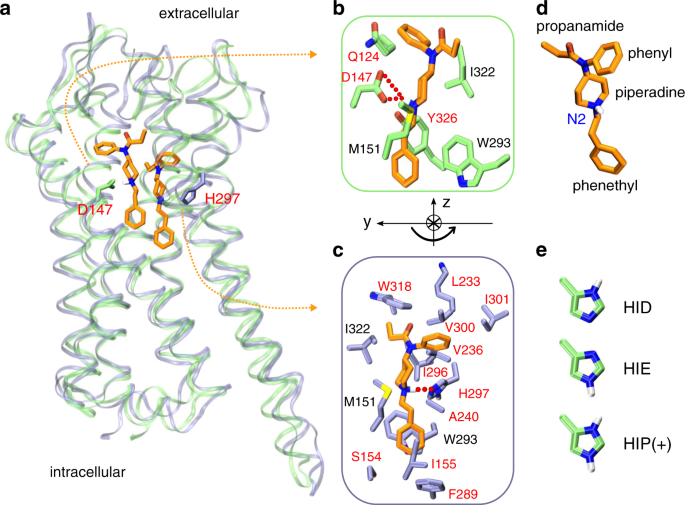 a
extracellular
D147
H297
intracellular
b
Q124
D147
I322
Y326
M151
W293
z
y
c
L233
W318
I301
V300
I322
V236
I296
H297
M151
A240
W293
S154
I155
F289
d
propanamide
phenyl
piperadine
N2
phenethyl
e
HID
HIE
HIP(+)